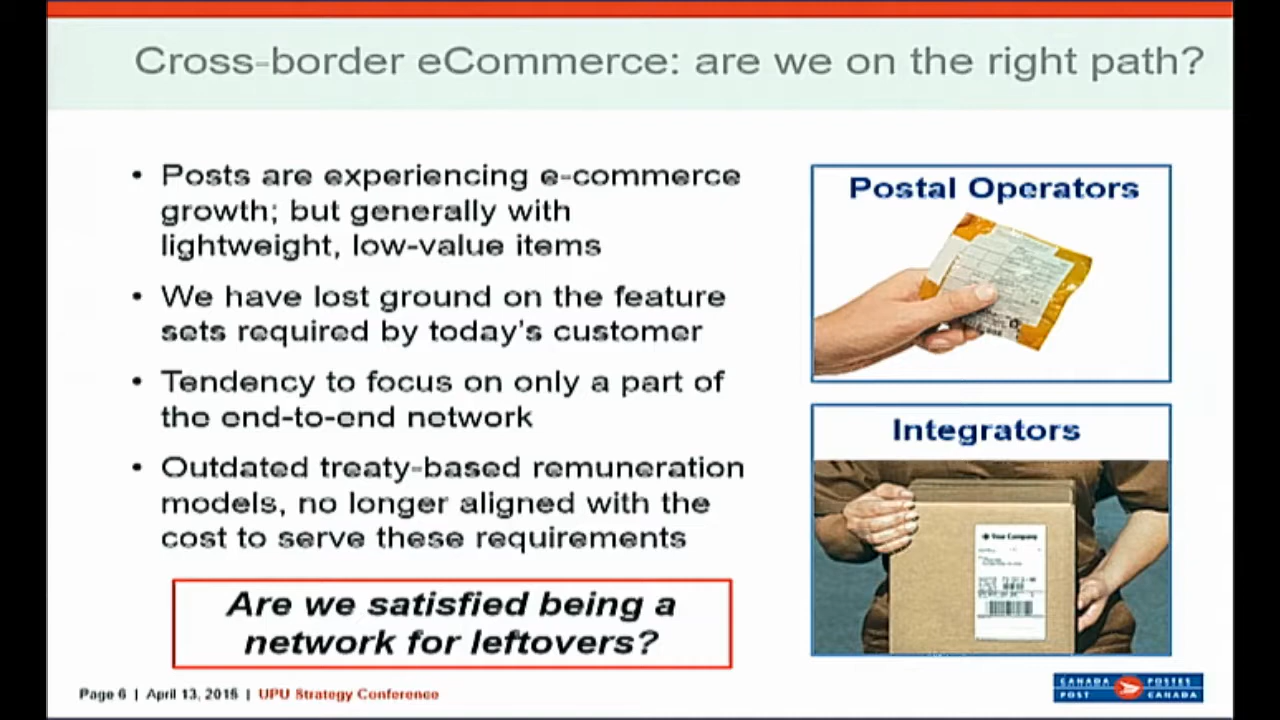 Cross-border eCommerce: are we on the right path?
• Posts are experiencing e-commerce
growth; but generally with
lightweight, low-value items
• We have lost ground on the feature
sets required by today's customer
• Tendency to focus on only a part of
the end-to-end network
• Outdated treaty-based remuneration
models, no longer aligned with the
cost to serve these requirements
Are we satisfied being a
network for leftovers?
Postal Operators
Integrators
Your Company
Page 6 | April 13, 2015 | UPU Strategy Conference
CANADA POSTES
POST CANADA